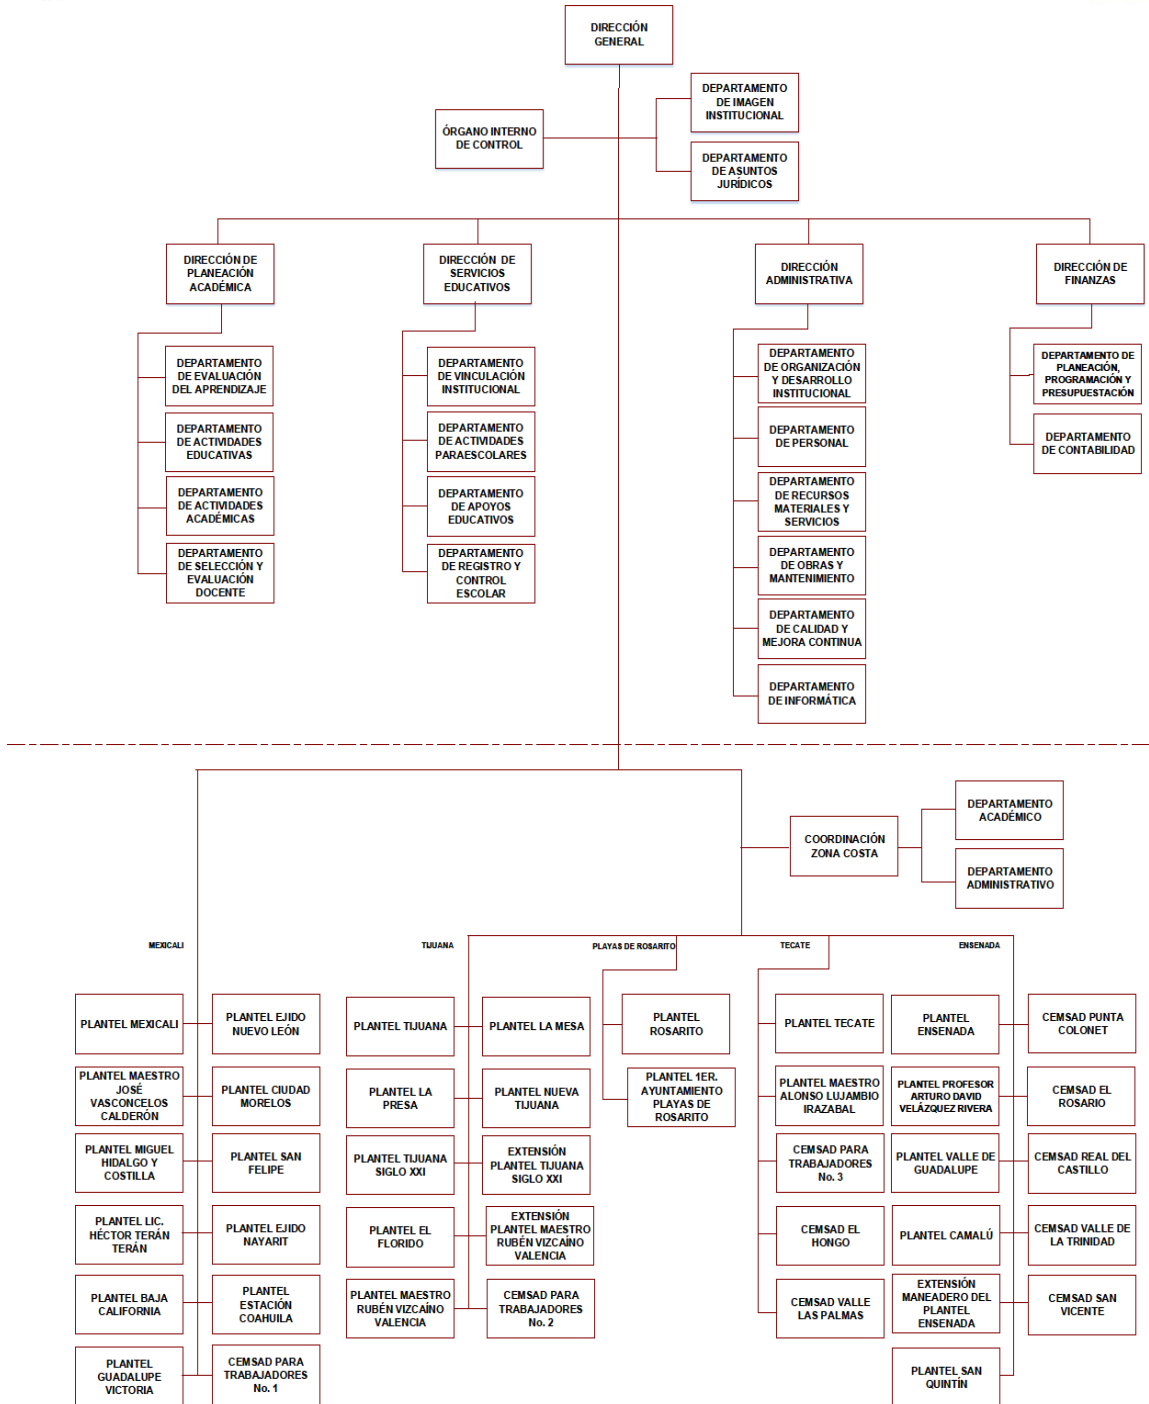 DIRECCIÓN
GENERAL
DEPARTAMENTO
DE IMAGEN
INSTITUCIONAL
ÓRGANO INTERNO
DE CONTROL
DEPARTAMENTO
DE ASUNTOS
JURÍDICOS
DIRECCIÓN DE
PLANEACIÓN
ACADÉMICA
DIRECCIÓN DE
SERVICIOS
EDUCATIVOS
DIRECCIÓN
ADMINISTRATIVA
DIRECCIÓN DE
FINANZAS
DEPARTAMENTO
DE EVALUACIÓN
DEL APRENDIZAJE
DEPARTAMENTO
DE ACTIVIDADES
EDUCATIVAS
DEPARTAMENTO
DE ACTIVIDADES
ACADÉMICAS
DEPARTAMENTO
DE SELECCIÓN Y
EVALUACIÓN
DOCENTE
DEPARTAMENTO
DE VINCULACIÓN
INSTITUCIONAL
DEPARTAMENTO
DE ACTIVIDADES
PARAESCOLARES
DEPARTAMENTO
DE APOYOS
EDUCATIVOS
DEPARTAMENTO
DE REGISTRO Y
CONTROL
ESCOLAR
DEPARTAMENTO
DE ORGANIZACIÓN
Y DESARROLLO
INSTITUCIONAL
DEPARTAMENTO
DE PERSONAL
DEPARTAMENTO
DE RECURSOS
MATERIALES Y
SERVICIOS
DEPARTAMENTO
DE OBRAS Y
MANTENIMIENTO
DEPARTAMENTO
DE CALIDAD Y
MEJORA CONTINUA
DEPARTAMENTO
DE INFORMÁTICA
DEPARTAMENTO DE
PLANEACIÓN,
PROGRAMACIÓN Y
PRESUPUESTACIÓN
DEPARTAMENTO
DE CONTABILIDAD
COORDINACIÓN
ZONA COSTA
DEPARTAMENTO
ACADÉMICO
DEPARTAMENTO
ADMINISTRATIVO
MEXICALI
PLANTEL MEXICALI
PLANTEL EJIDO
NUEVO LEÓN
PLANTEL MAESTRO
JOSÉ
VASCONCELOS
CALDERÓN
PLANTEL CIUDAD
MORELOS
PLANTEL MIGUEL
HIDALGO Y
COSTILLA
PLANTEL SAN
FELIPE
PLANTEL LIC.
HÉCTOR TERÁN
TERÁN
PLANTEL EJIDO
NAYARIT
PLANTEL BAJA
CALIFORNIA
PLANTEL
ESTACIÓN
COAHUILA
PLANTEL
GUADALUPE
VICTORIA
CEMSAD PARA
TRABAJADORES
No. 1
TIJUANA
PLANTEL TIJUANA
PLANTEL LA MESA
PLANTEL LA
PRESA
PLANTEL NUEVA
TIJUANA
PLANTEL TIJUANA
SIGLO XXI
EXTENSIÓN
PLANTEL TIJUANA
SIGLO XXI
PLANTEL EL
FLORIDO
EXTENSIÓN
PLANTEL MAESTRO
RUBÉN VIZCAÍNO
VALENCIA
PLANTEL MAESTRO
RUBÉN VIZCAÍNO
VALENCIA
CEMSAD PARA
TRABAJADORES
No. 2
PLAYAS DE ROSARITO
PLANTEL
ROSARITO
PLANTEL 1ER.
AYUNTAMIENTO
PLAYAS DE
ROSARITO
TECATE
PLANTEL TECATE
PLANTEL MAESTRO
ALONSO LUJAMBIO
IRAZABAL
CEMSAD PARA
TRABAJADORES
No. 3
CEMSAD EL
HONGO
CEMSAD VALLE
LAS PALMAS
ENSENADA
PLANTEL
ENSENADA
CEMSAD PUNTA
COLONET
PLANTEL PROFESOR
ARTURO DAVID
VELÁZQUEZ RIVERA
CEMSAD EL
ROSARIO
PLANTEL VALLE DE
GUADALUPE
CEMSAD REAL DEL
CASTILLO
PLANTEL CAMALÚ
CEMSAD VALLE DE
LA TRINIDAD
EXTENSIÓN
MANEADERO DEL
PLANTEL
ENSENADA
CEMSAD SAN
VICENTE
PLANTEL SAN
QUINTÍN